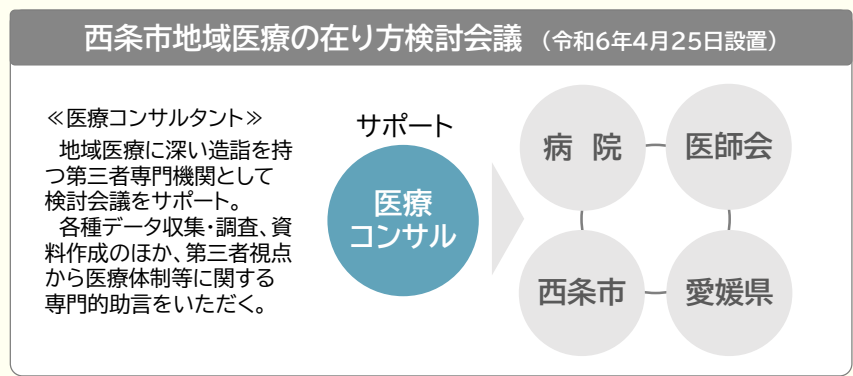 西条市地域医療の在り方検討会議 （令和6年4月25日設置）
≪医療コンサルタント≫
地域医療に深い造詣を持
つ第三者専門機関として
検討会議をサポート。
各種データ収集・調査、資
料作成のほか、第三者視点
から医療体制等に関する
専門的助言をいただく。
サポート
医療
コンサル
病 院
医師会
西条市
愛媛県